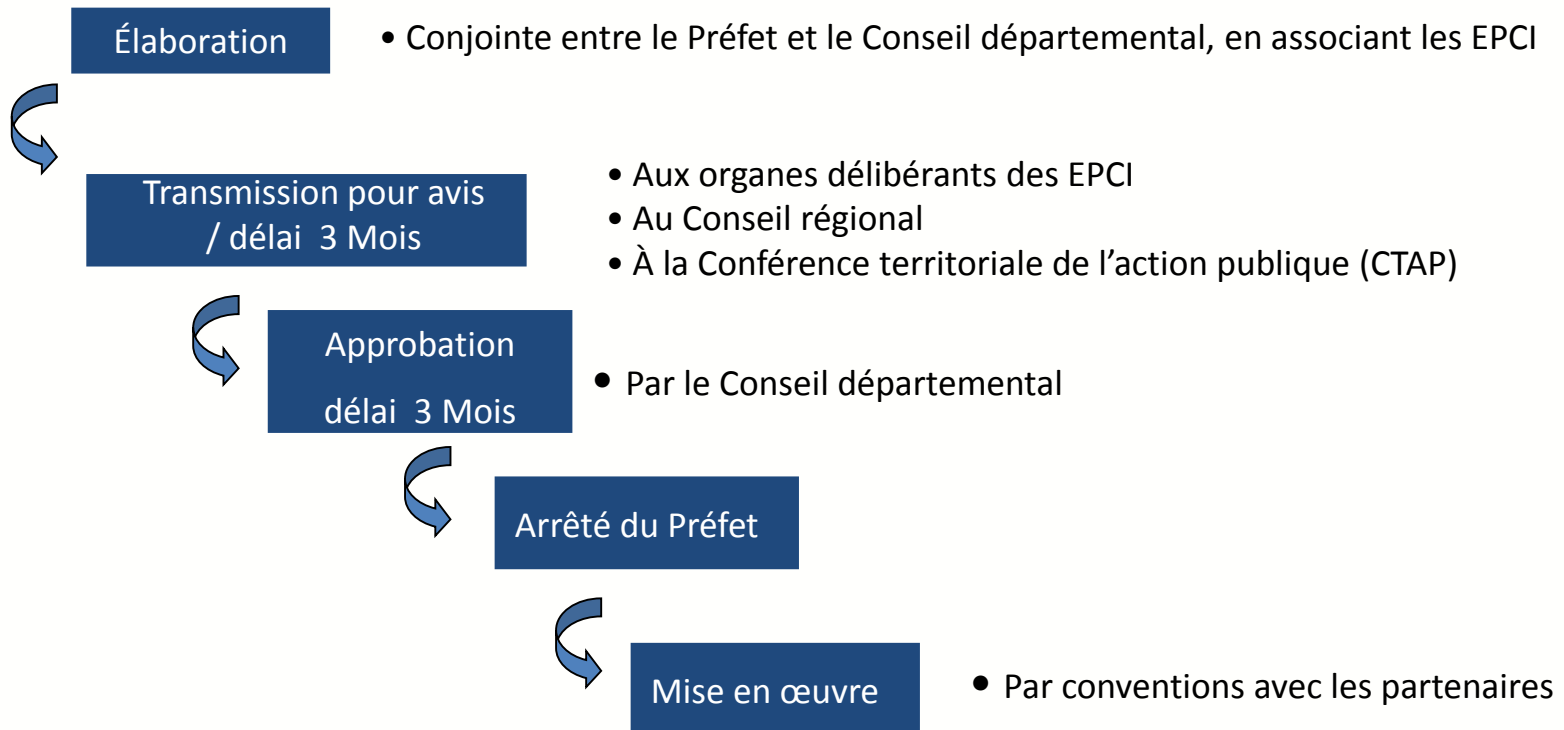 Élaboration
• Conjointe entre le Préfet et le Conseil départemental, en associant les EPCI
Transmission pour avis
/ délai 3 Mois
• Aux organes délibérants des EPCI
• Au Conseil régional
• À la Conférence territoriale de l’action publique (CTAP)
Approbation
délai 3 Mois
• Par le Conseil départemental
Arrêté du Préfet
Mise en œuvre
• Par conventions avec les partenaires